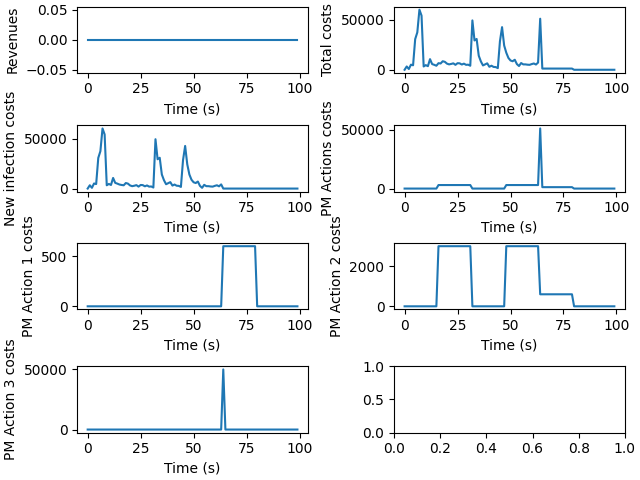 Revenues
0.05
0.00
−0.05
0 25 50 75 100
Time (s)
Total costs
50000
0
0 25 50 75 100
Time (s)
New infection costs
50000
0
0 25 50 75 100
Time (s)
PM Actions costs
50000
0
0 25 50 75 100
Time (s)
PM Action 1 costs
500
0
0 25 50 75 100
Time (s)
PM Action 2 costs
2000
0
0 25 50 75 100
Time (s)
PM Action 3 costs
50000
0
0 25 50 75 100
Time (s)
1.0
0.5
0.0
0.0 0.2 0.4 0.6 0.8 1.0